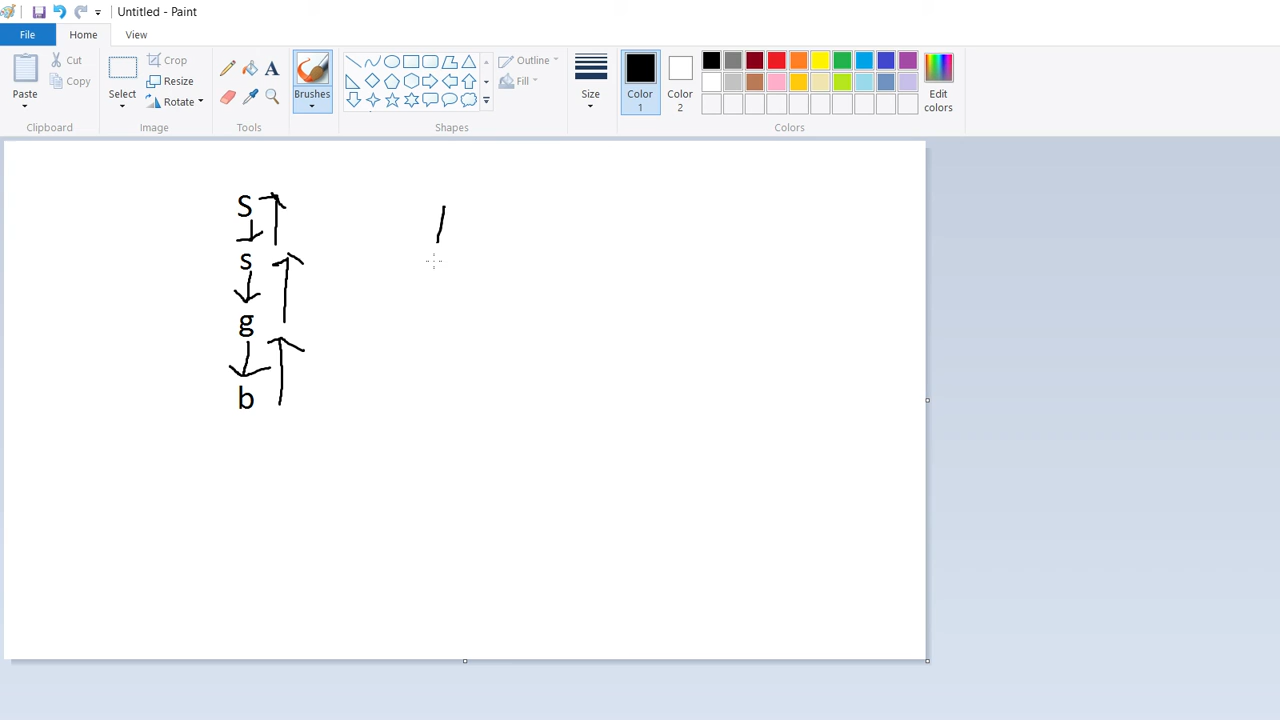 Untitled - Paint
File Home View
Paste
Cut
Copy
Clipboard
Select
Crop
Resize
Rotate
Image
A
Tools
Brushes
Outline
Fill
Shapes
Size
Color 1
Color 2
Edit colors
Colors
S
s
g
b